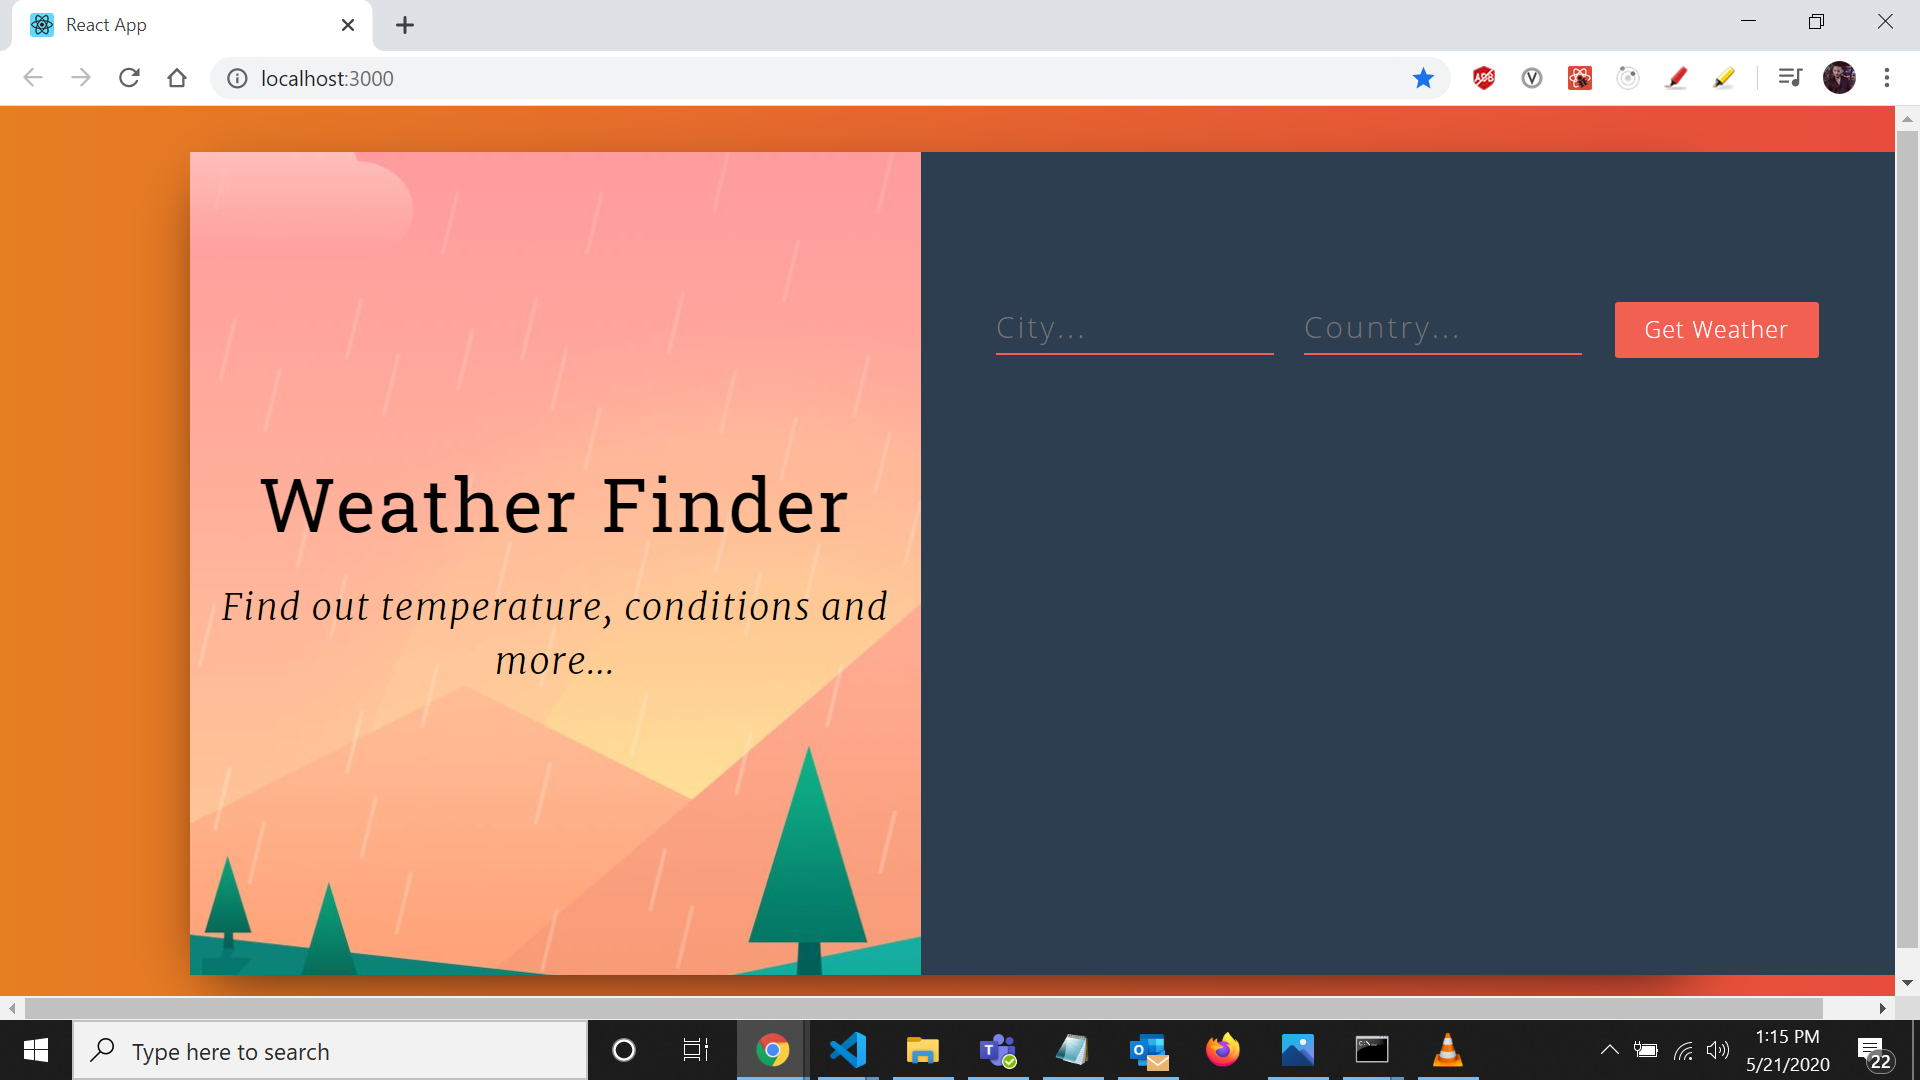 React App
localhost:3000
ABP
V
City...
Country...
Get Weather
Weather Finder
Find out temperature, conditions and
more...
Type here to search
1:15 PM
5/21/2020
22